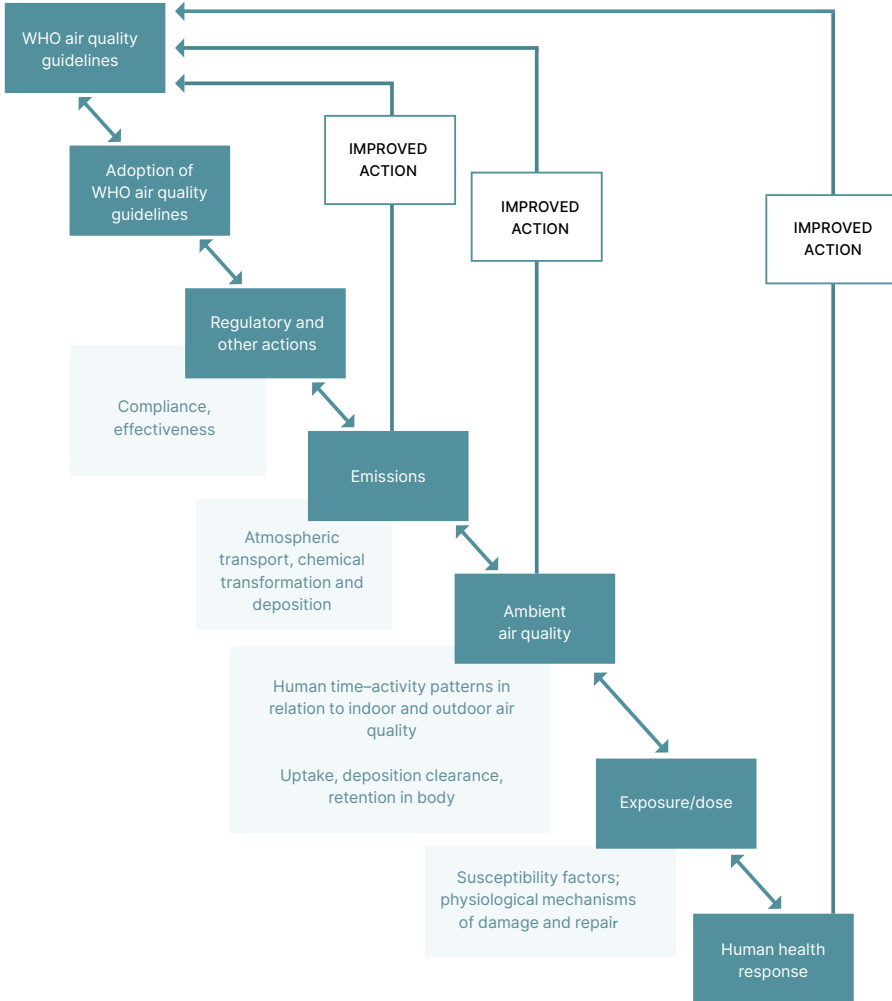 WHO air quality
guidelines
IMPROVED
ACTION
Adoption of
WHO air quality
guidelines
IMPROVED
ACTION
IMPROVED
ACTION
Regulatory and
other actions
Compliance,
effectiveness
Emissions
Atmospheric
transport, chemical
transformation and
deposition
Ambient
air quality
Human time–activity patterns in
relation to indoor and outdoor air
quality
Uptake, deposition clearance,
retention in body
Exposure/dose
Susceptibility factors;
physiological mechanisms
of damage and repair
Human health
response